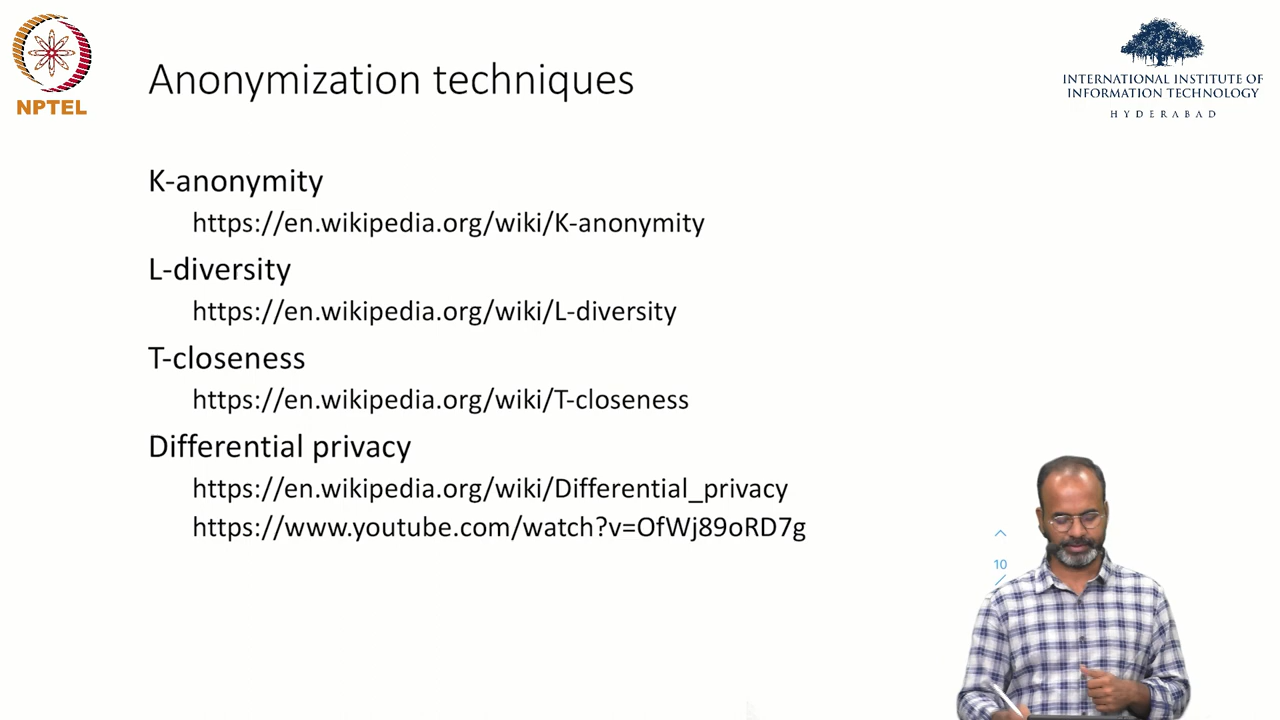 NPTEL
Anonymization techniques
INTERNATIONAL INSTITUTE OF
INFORMATION TECHNOLOGY
HYDERABAD
K-anonymity
https://en.wikipedia.org/wiki/K-anonymity
L-diversity
https://en.wikipedia.org/wiki/L-diversity
T-closeness
https://en.wikipedia.org/wiki/T-closeness
Differential privacy
https://en.wikipedia.org/wiki/Differential_privacy
https://www.youtube.com/watch?v=OfWj89oRD7g
10